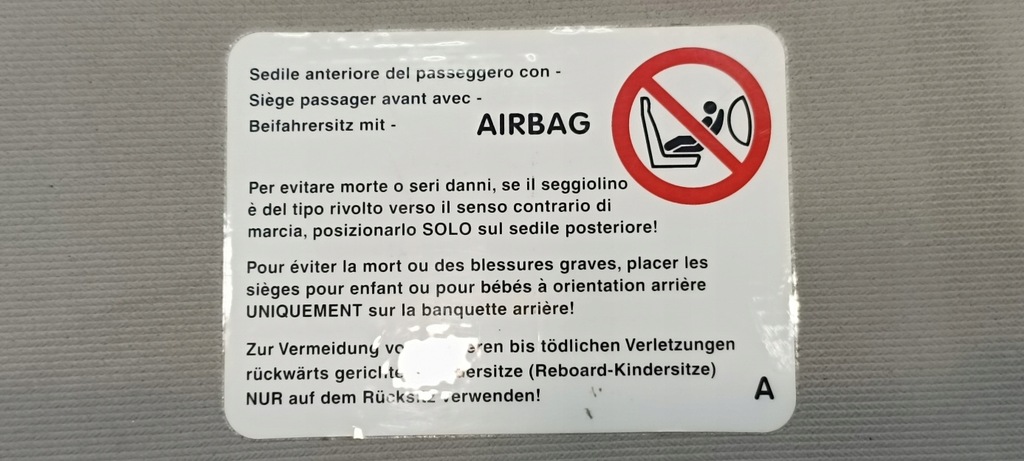 Sedile anteriore del passeggero con -
Siège passager avant avec -
Beifahrersitz mit - AIRBAG
Per evitare morte o seri danni, se il seggiolino
è del tipo rivolto verso il senso contrario di
marcia, posizionarlo SOLO sul sedile posteriore!
Pour éviter la mort ou des blessures graves, placer les
sièges pour enfant ou pour bébés à orientation arrière
UNIQUEMENT sur la banquette arrière!
Zur Vermeidung bis tödlichen Verletzungen
rückwärts (Reboard-Kindersitze)
NUR auf dem Rücksitz verwenden!
A